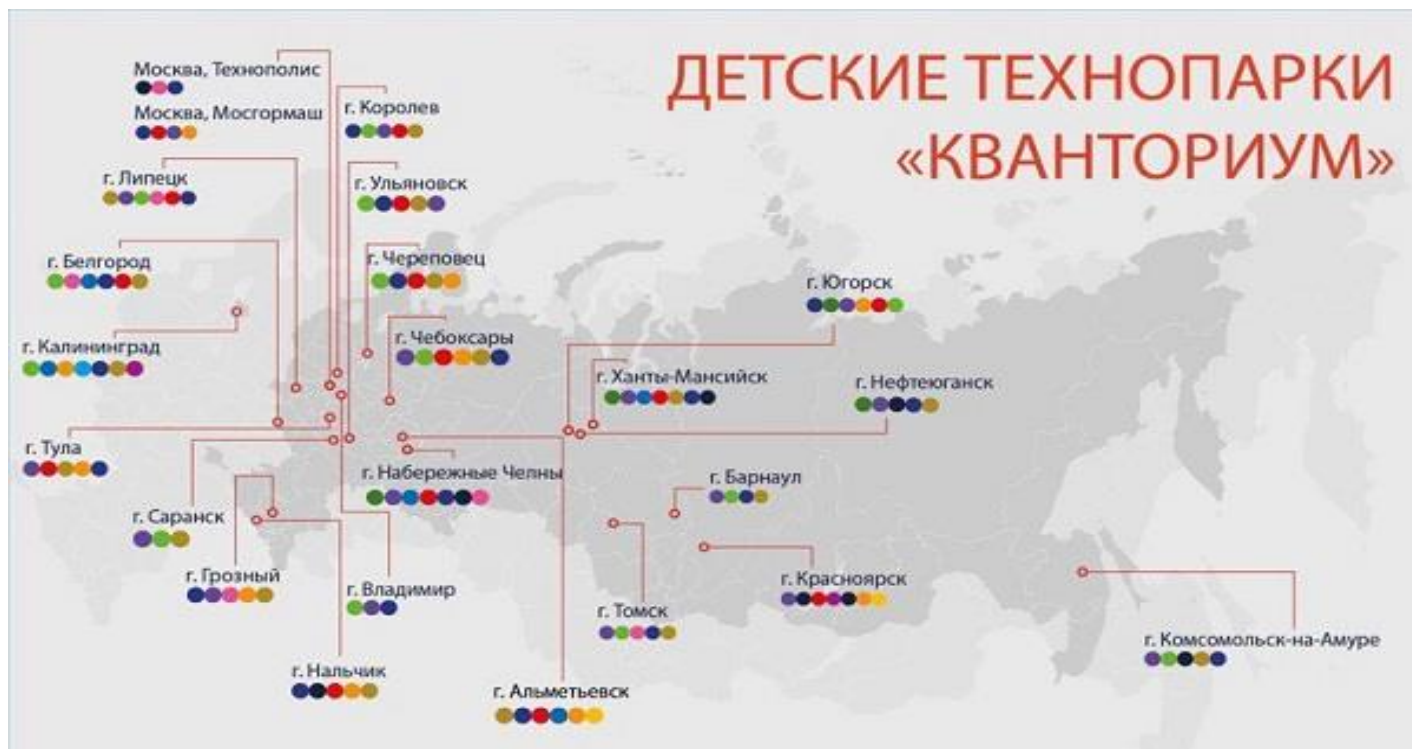 ДЕТСКИЕ ТЕХНОПАРКИ
«КВАНТОРИУМ»
Москва, Технополис
Москва, Мосгормаш
г. Королев
г. Липецк
г. Ульяновск
г. Белгород
г. Череповец
г. Югорск
г. Калининград
г. Чебоксары
г. Ханты-Мансийск
г. Нефтеюганск
г. Тула
г. Набережные Челны
г. Барнаул
г. Саранск
г. Грозный
г. Владимир
г. Красноярск
г. Томск
г. Комсомольск-на-Амуре
г. Нальчик
г. Альметьевск